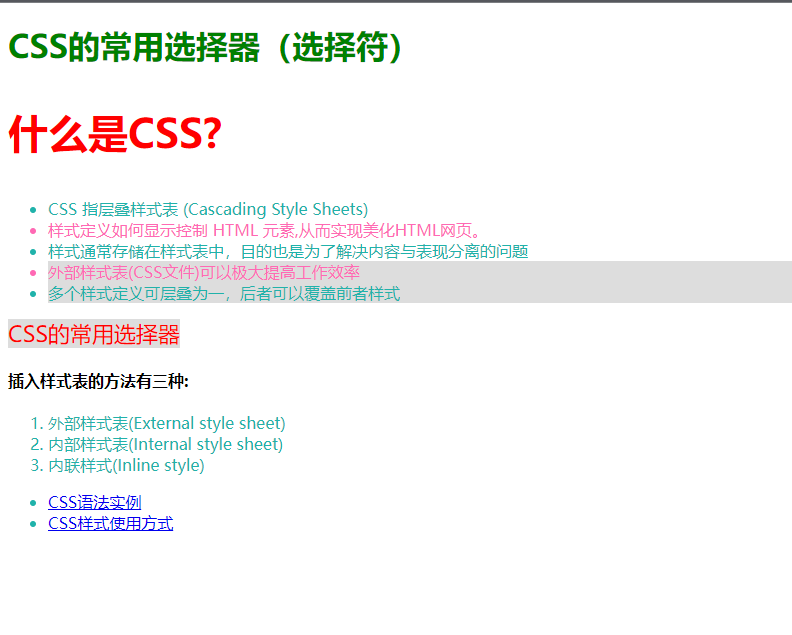 CSS的常用选择器（选择符）
什么是CSS?
CSS 指层叠样式表 (Cascading Style Sheets)
样式定义如何显示控制 HTML 元素,从而实现美化HTML网页。
样式通常存储在样式表中，目的也是为了解决内容与表现分离的问题
外部样式表(CSS文件)可以极大提高工作效率
多个样式定义可层叠为一，后者可以覆盖前者样式
CSS的常用选择器
插入样式表的方法有三种:
1. 外部样式表(External style sheet)
2. 内部样式表(Internal style sheet)
3. 内联样式(Inline style)
CSS语法实例
CSS样式使用方式